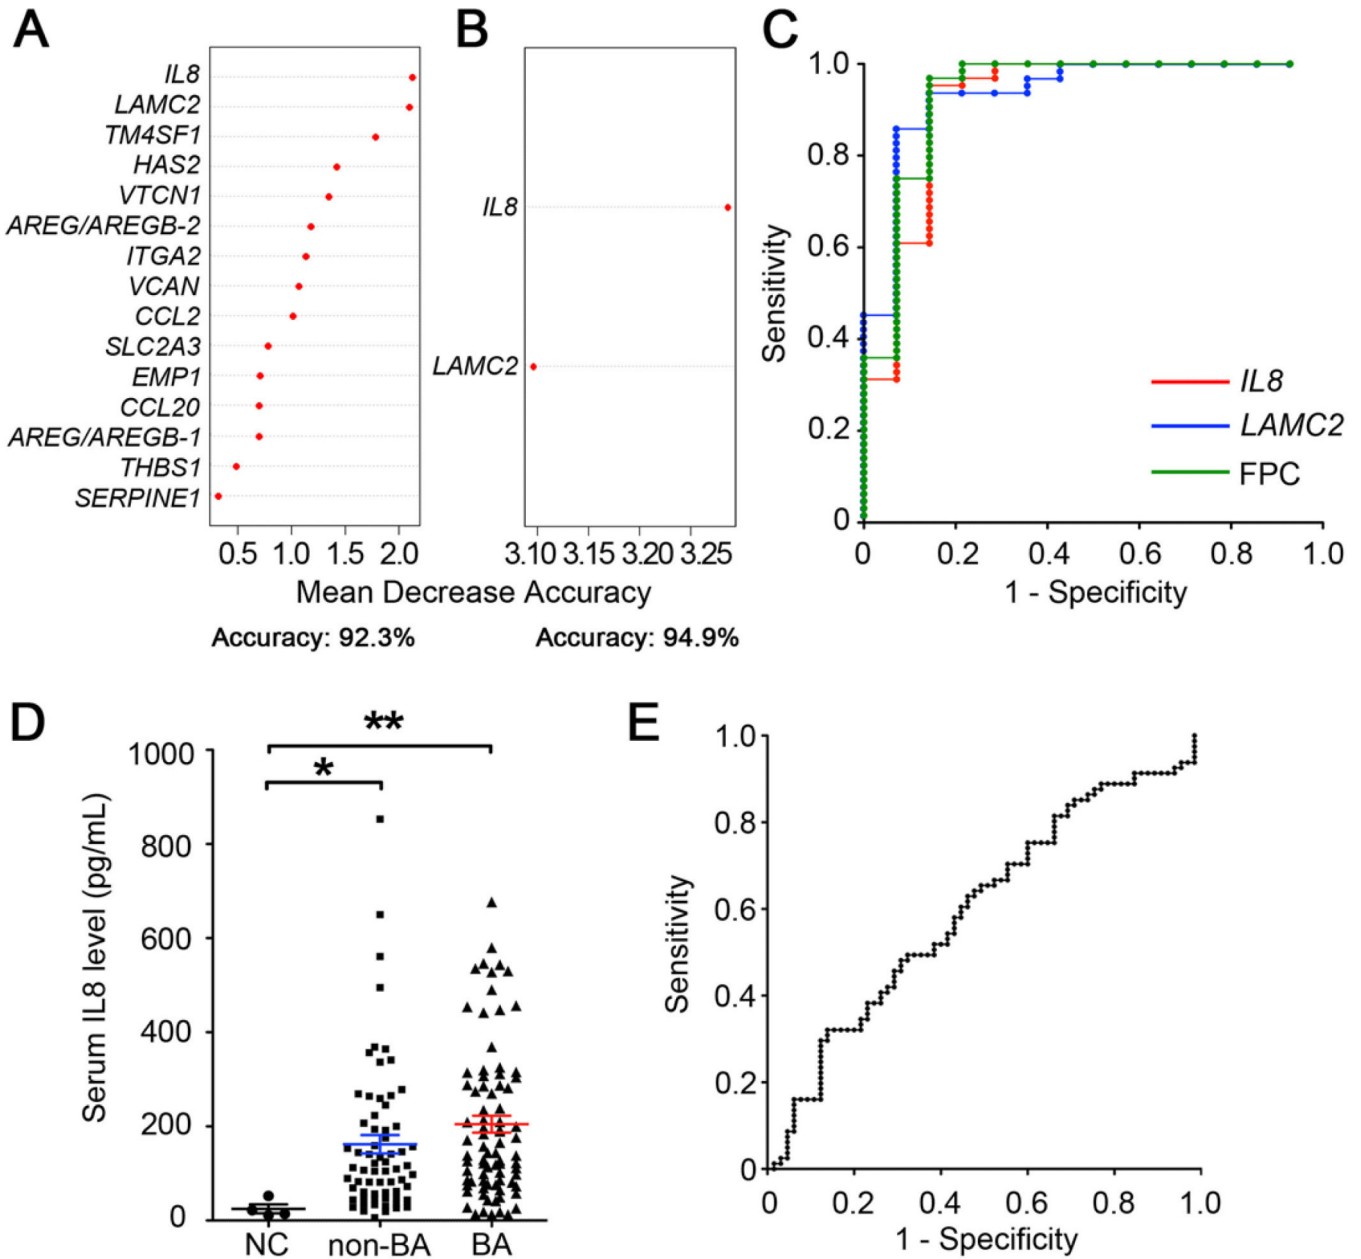 A
IL8
LAMC2
TM4SF1
HAS2
VTCN1
AREG/AREGB-2
ITGA2
VCAN
CCL2
SLC2A3
EMP1
CCL20
AREG/AREGB-1
THBS1
SERPINE1
0.5 1.0 1.5 2.0
B
IL8
LAMC2
3.10 3.15 3.20 3.25
Mean Decrease Accuracy
Accuracy: 92.3%
Accuracy: 94.9%
C
Sensitivity
1.0
0.8
0.6
0.4
0.2
0
IL8
LAMC2
FPC
0 0.2 0.4 0.6 0.8 1.0
1 - Specificity
D
Serum IL8 level (pg/mL)
1000
800
600
400
200
0
**
*
NC non-BA BA
E
Sensitivity
1.0
0.8
0.6
0.4
0.2
0
0 0.2 0.4 0.6 0.8 1.0
1 - Specificity